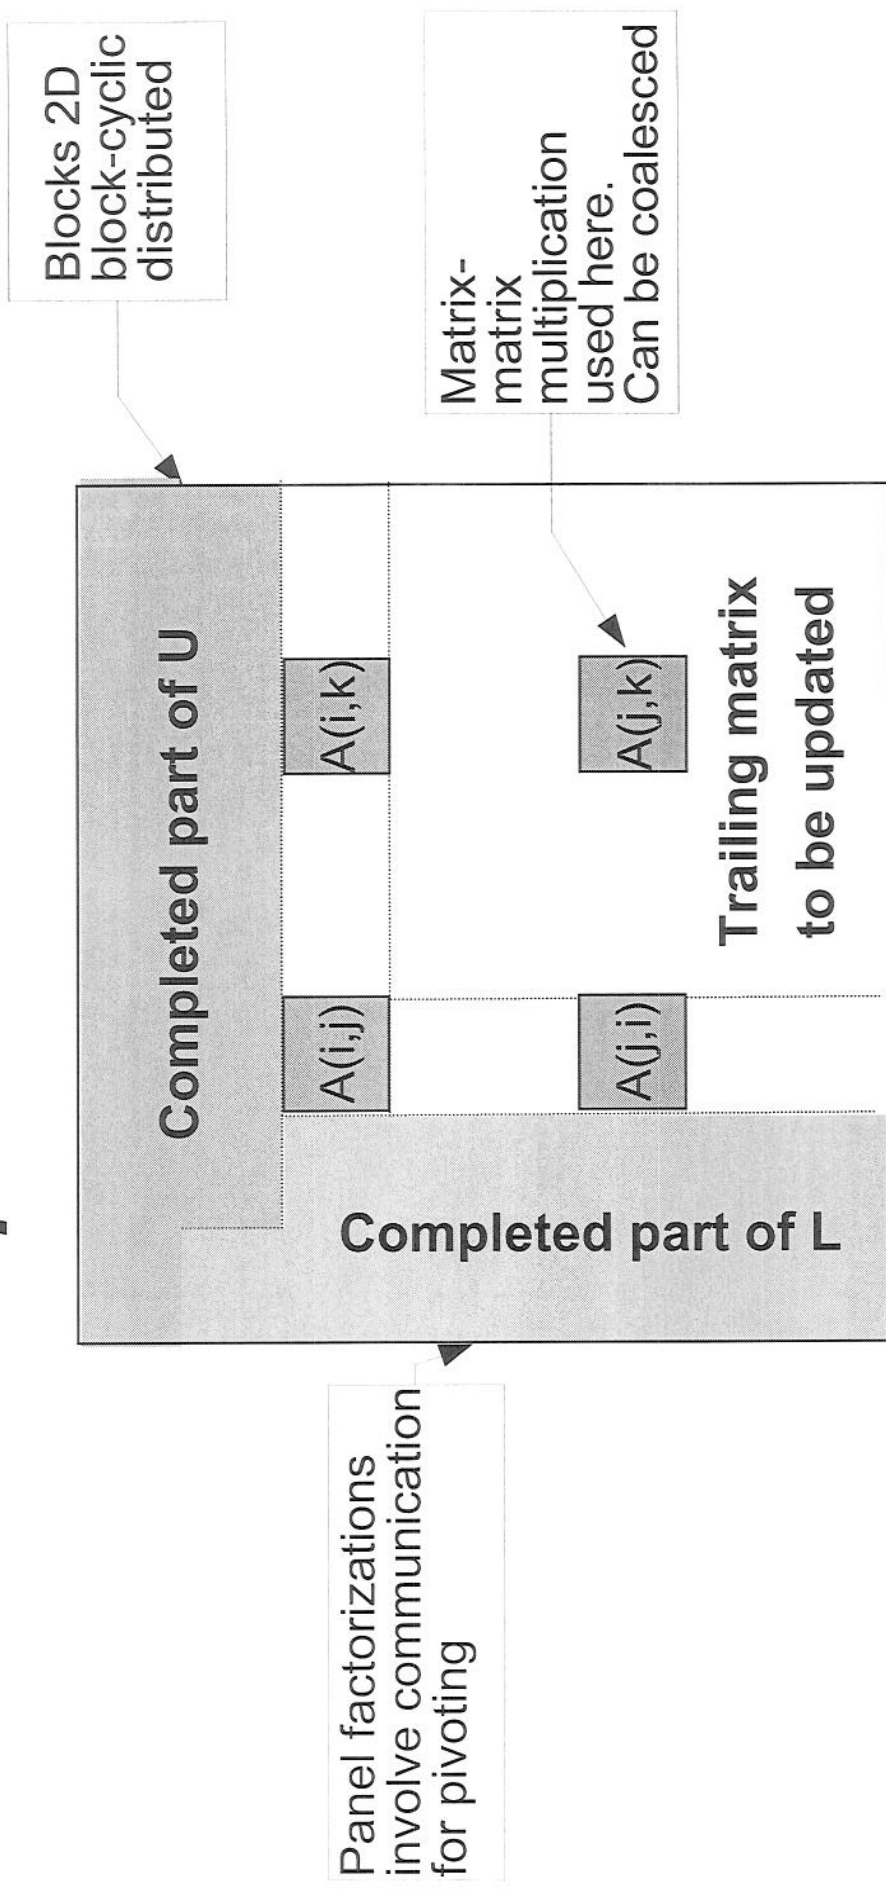 Blocks 2D
block-cyclic
distributed
Completed part of U
A(i,j)
A(i,k)
Matrix-
matrix
multiplication
used here.
Can be coalesced
Panel factorizations
involve communication
for pivoting
Completed part of L
A(j,i)
A(j,k)
Trailing matrix
to be updated